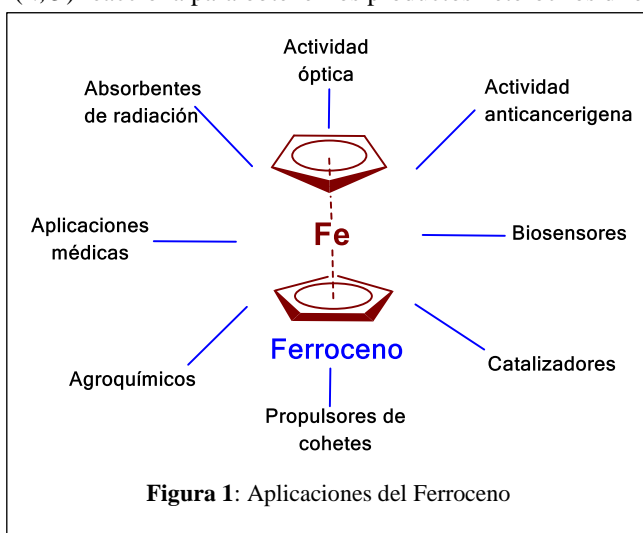 Actividad
óptica
Absorbentes
de radiación
Actividad
anticancerigena
Fe
Aplicaciones
médicas
Biosensores
Ferroceno
Agroquímicos
Catalizadores
Propulsores de
cohetes
Figura 1: Aplicaciones del Ferroceno